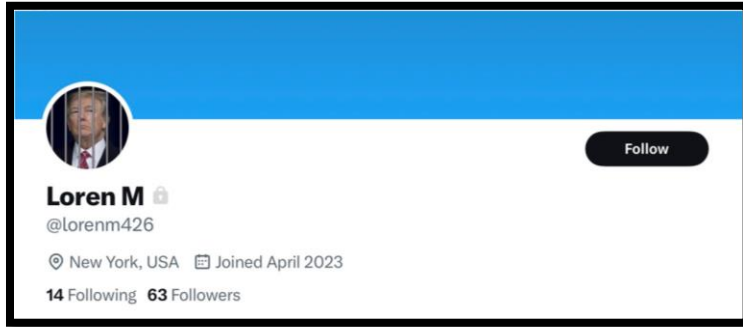 Follow
Loren M
@lorenm426
New York, USA Joined April 2023
14 Following 63 Followers